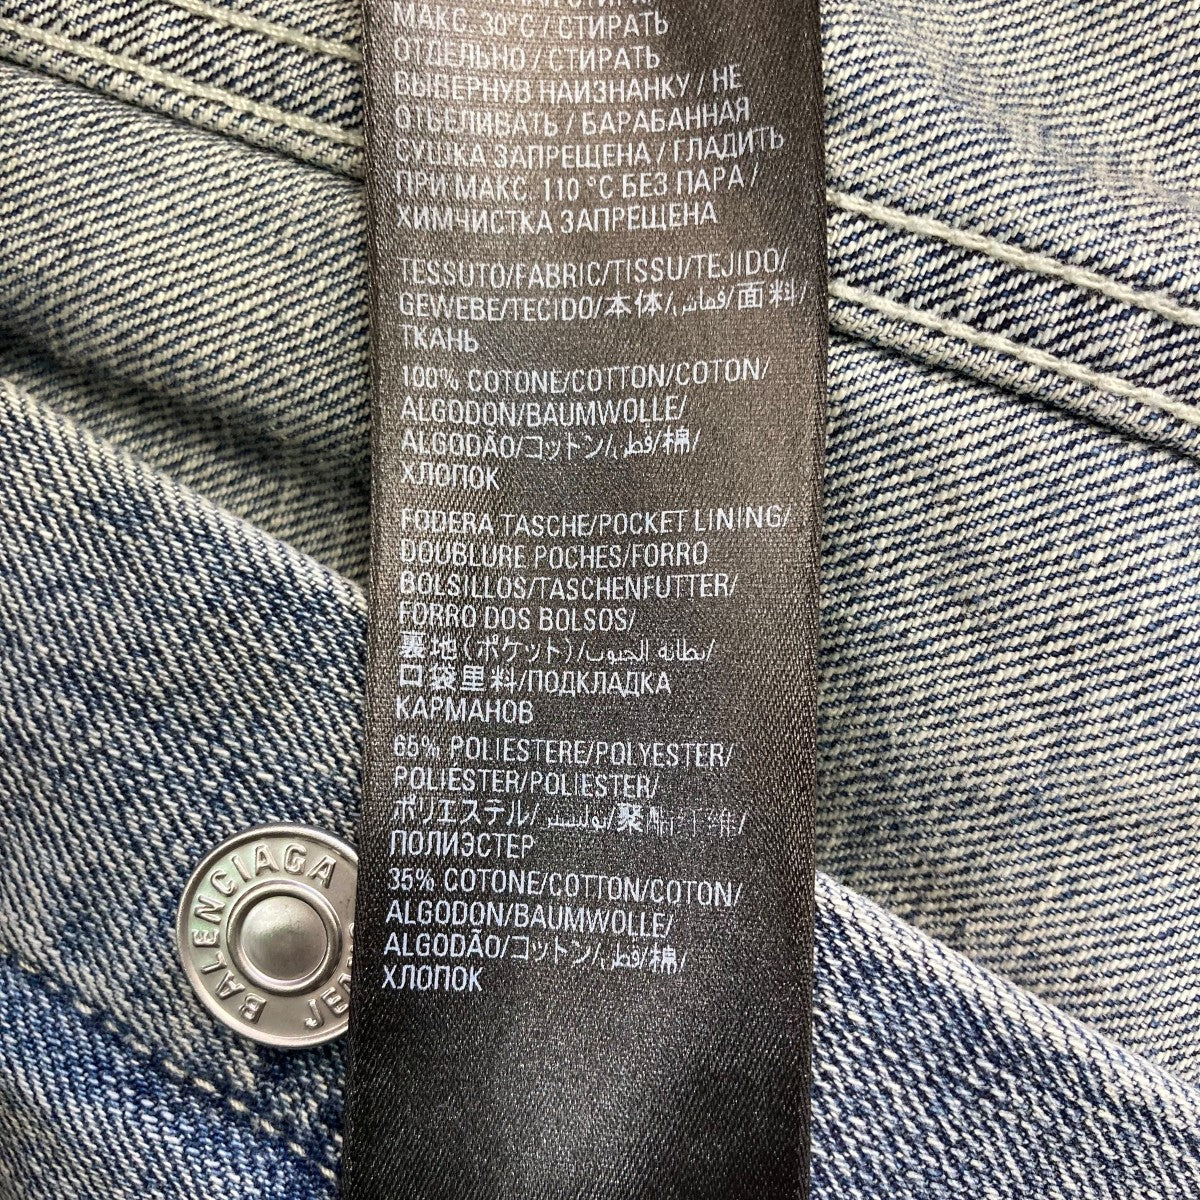 МАКС. 30°C / СТИРАТЬ
ОТДЕЛЬНО / СТИРАТЬ
ВЫВЕРНУВ НАИЗНАНКУ / НЕ
ОТБЕЛИВАТЬ / БАРАБАННАЯ
СУШКА ЗАПРЕЩЕНА / ГЛАДИТЬ
ПРИ МАКС. 110 °C БЕЗ ПАРА /
ХИМЧИСТКА ЗАПРЕЩЕНА
TESSUTO/FABRIC/TISSU/TEJIDO/
GEWEBE/TECIDO/本体/قماش/面料/
ТКАНЬ
100% COTONE/COTTON/COTON/
ALGODON/BAUMWOLLE/
ALGODÃO/コットン/قطن/棉/
ХЛОПОК
FODERA TASCHE/POCKET LINING/
DOUBLURE POCHES/FORRO
BOLSILLOS/TASCHENFUTTER/
FORRO DOS BOLSOS/
裏地(ポケット)/بطانة الجيوب/
口袋里料/ПОДКЛАДКА
КАРМАНОВ
65% POLIESTERE/POLYESTER/
POLIESTER/POLIESTER/
ポリエステル/بوليستر/聚酯纤维/
ПОЛИЭСТЕР
35% COTONE/COTTON/COTON/
ALGODON/BAUMWOLLE/
ALGODÃO/コットン/قطن/棉/
ХЛОПОК
BALENCIAGA